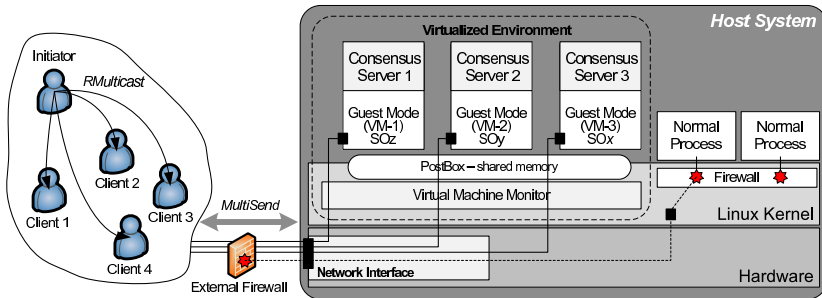 Host System
Virtualized Environment
Initiator
RMulticast
Client 1
Client 2
Client 3
Client 4
MultiSend
External Firewall
Consensus
Server 1
Guest Mode
(VM-1)
SOz
Consensus
Server 2
Guest Mode
(VM-2)
SOy
Consensus
Server 3
Guest Mode
(VM-3)
SOx
Normal
Process
Normal
Process
PostBox – shared memory
Firewall
Virtual Machine Monitor
Linux Kernel
Network Interface
Hardware